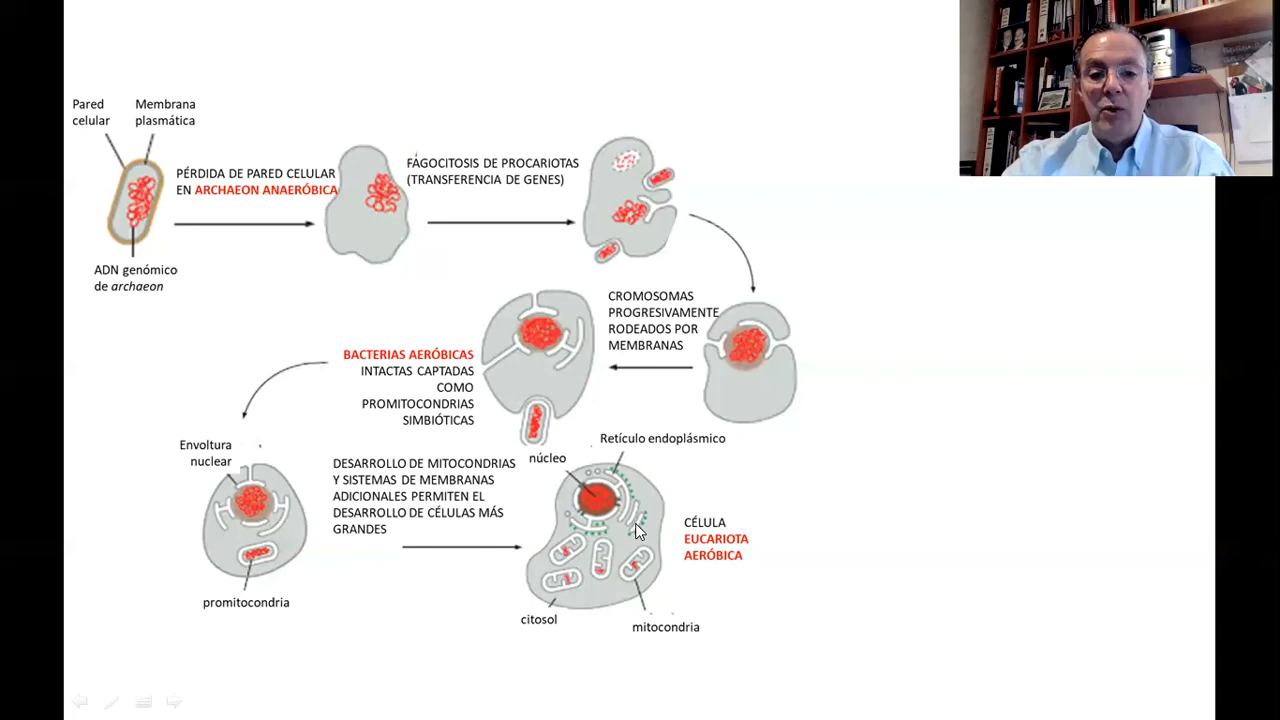 Pared
celular
Membrana
plasmática
PÉRDIDA DE PARED CELULAR
EN ARCHAEON ANAERÓBICA
FAGOCITOSIS DE PROCARIOTAS
(TRANSFERENCIA DE GENES)
ADN genómico
de archaeon
CROMOSOMAS
PROGRESIVAMENTE
RODEADOS POR
MEMBRANAS
BACTERIAS AERÓBICAS
INTACTAS CAPTADAS
COMO
PROMITOCONDRIAS
SIMBIÓTICAS
Envoltura
nuclear
DESARROLLO DE MITOCONDRIAS
Y SISTEMAS DE MEMBRANAS
ADICIONALES PERMITEN EL
DESARROLLO DE CÉLULAS MÁS
GRANDES
Retículo endoplásmico
núcleo
CÉLULA
EUCARIOTA
AERÓBICA
promitocondria
citosol
mitocondria